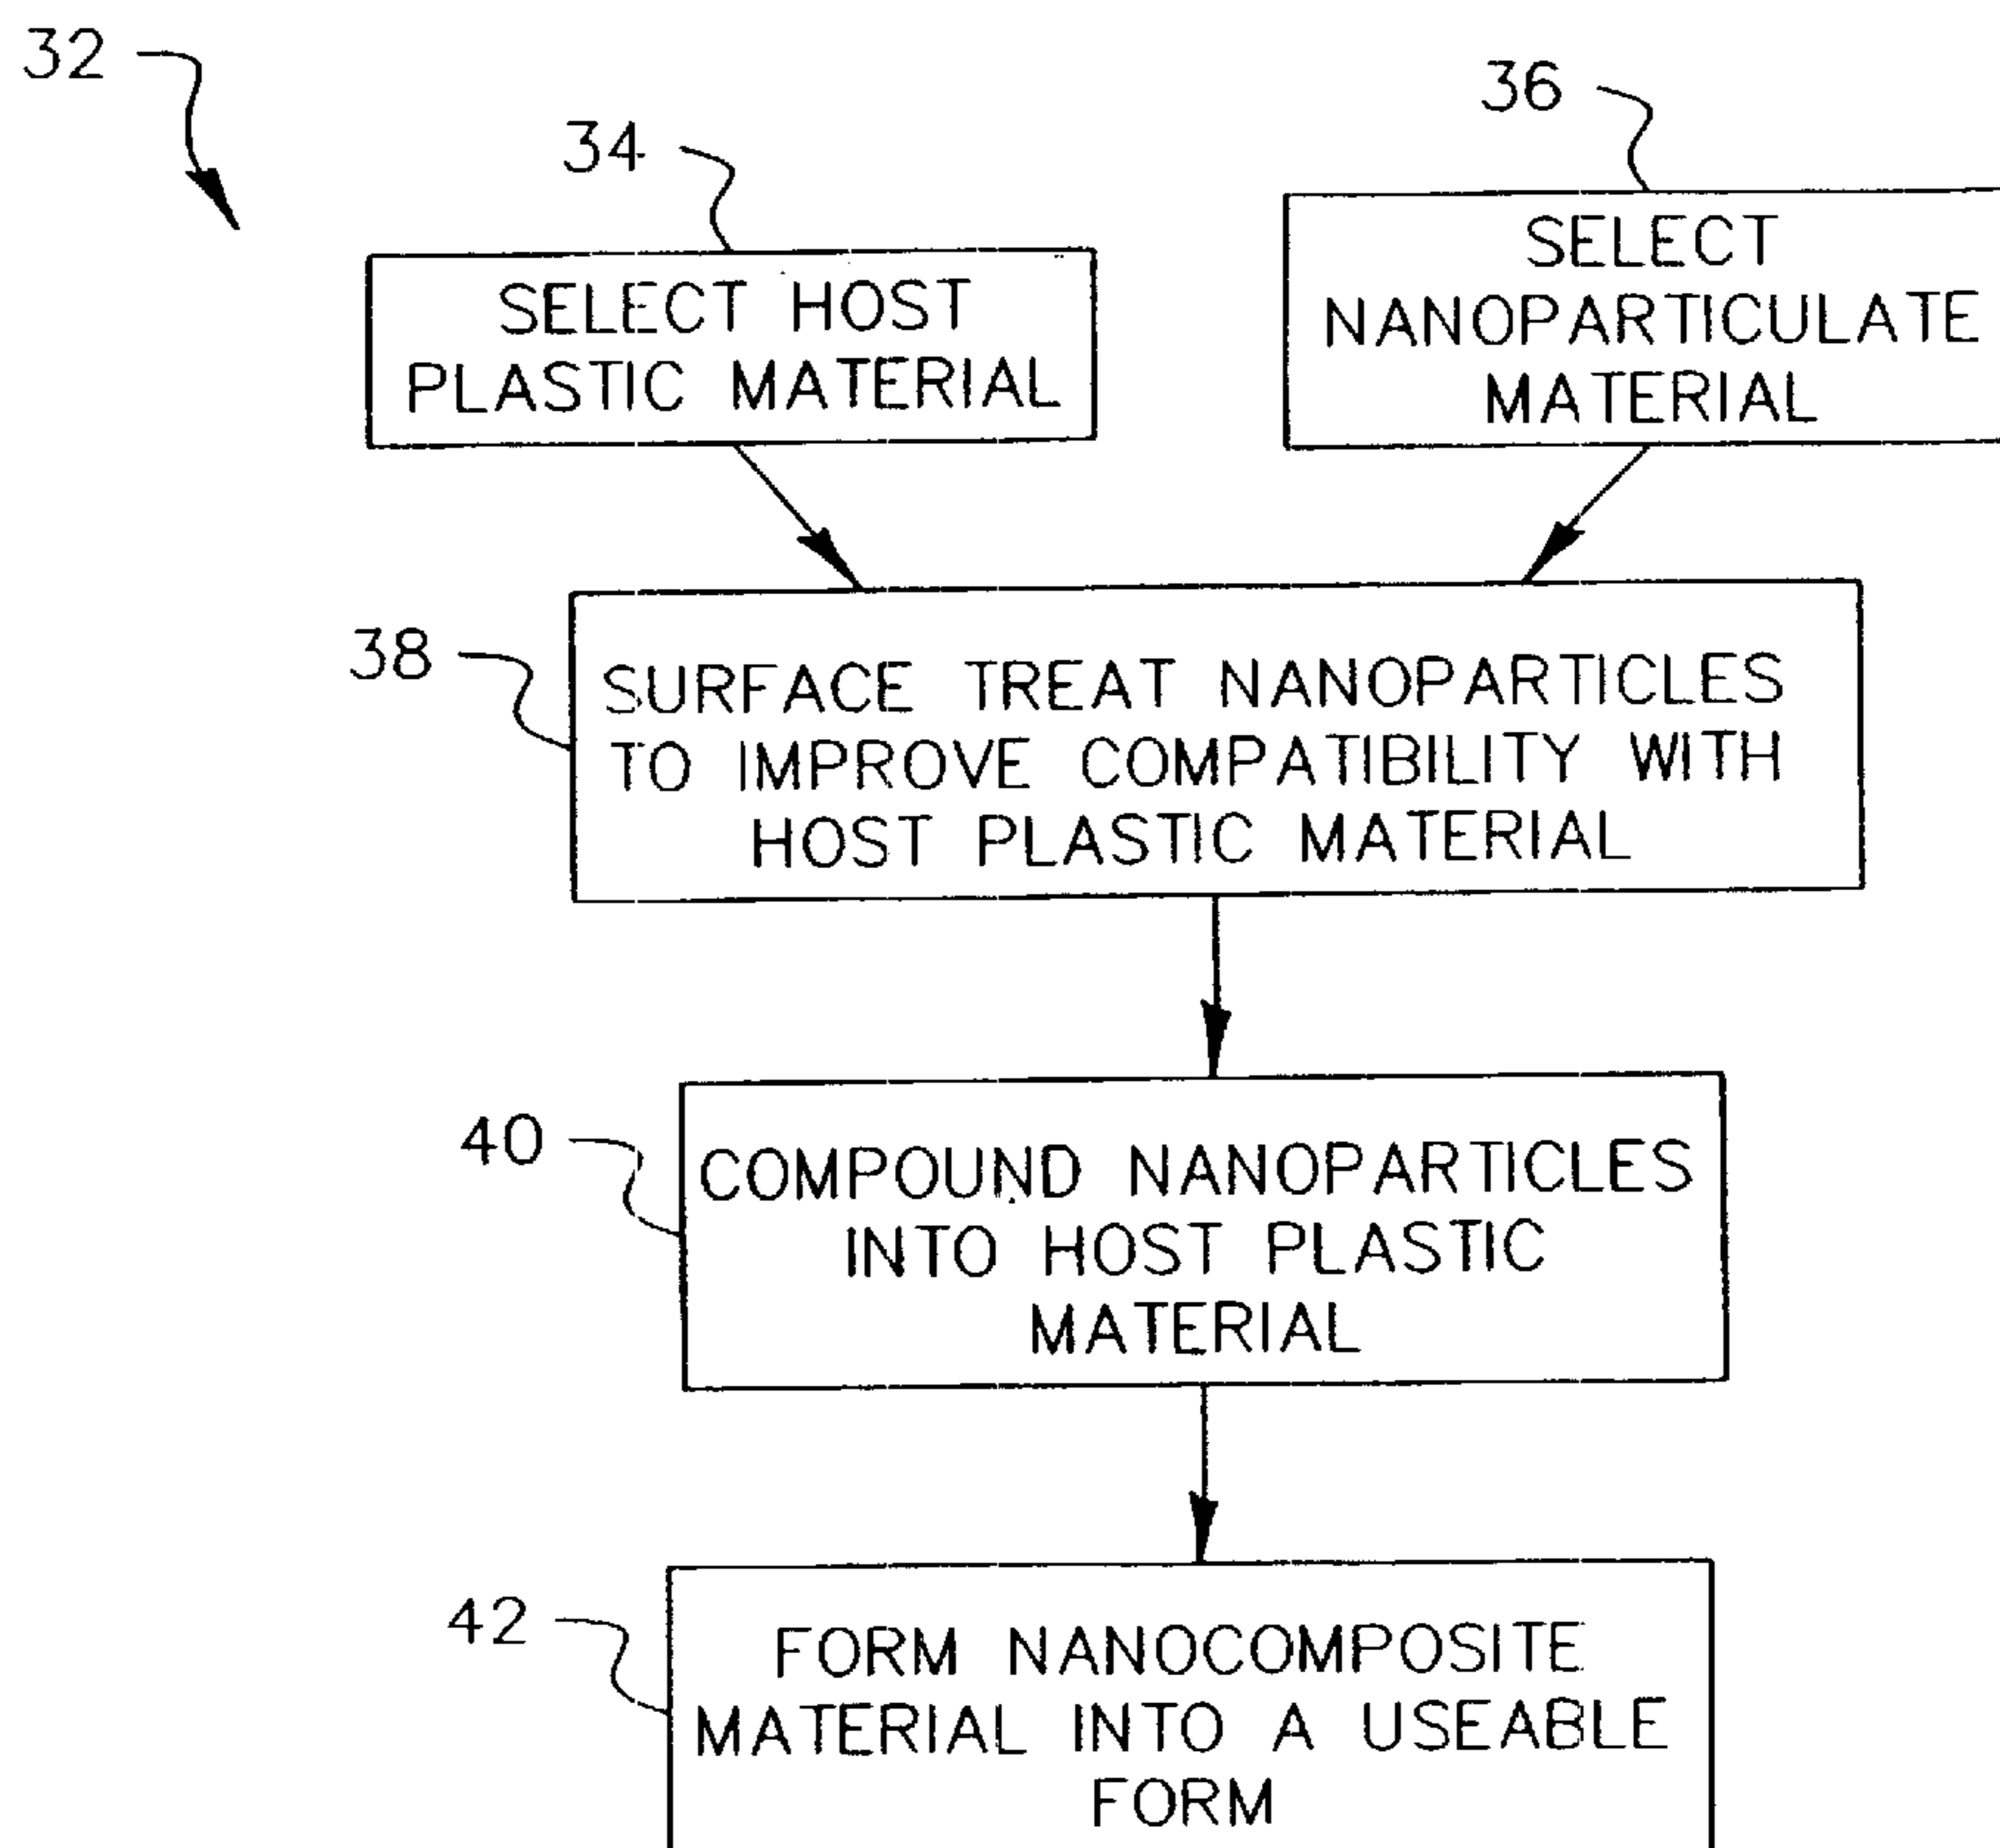 32
36
34
SELECT HOST
PLASTIC MATERIAL
SELECT
NANOPARTICULATE
MATERIAL
38
SURFACE TREAT NANOPARTICLES
TO IMPROVE COMPATIBILITY WITH
HOST PLASTIC MATERIAL
40
COMPOUND NANOPARTICLES
INTO HOST PLASTIC
MATERIAL
42
FORM NANOCOMPOSITE
MATERIAL INTO A USEABLE
FORM